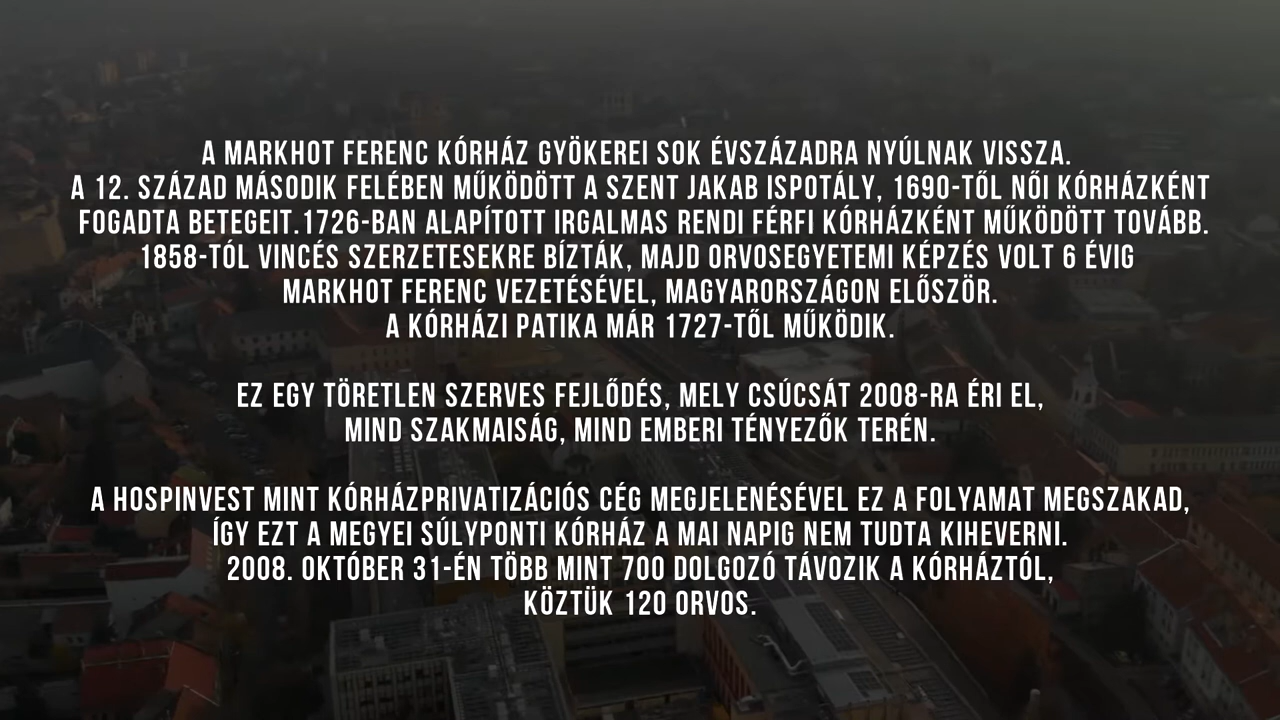 A MARKHOT FERENC KÓRHÁZ GYÖKEREI SOK ÉVSZÁZADRA NYÚLNAK VISSZA.
A 12. SZÁZAD MÁSODIK FELÉBEN MŰKÖDÖTT A SZENT JAKAB ISPOTÁLY, 1690-TŐL NŐI KÓRHÁZKÉNT
FOGADTA BETEGEIT.1726-BAN ALAPÍTOTT IRGALMAS RENDI FÉRFI KÓRHÁZKÉNT MŰKÖDÖTT TOVÁBB.
1858-TÓL VINCÉS SZERZETESEKRE BÍZTÁK, MAJD ORVOSEGYETEMI KÉPZÉS VOLT 6 ÉVIG
MARKHOT FERENC VEZETÉSÉVEL, MAGYARORSZÁGON ELŐSZÖR.
A KÓRHÁZI PATIKA MÁR 1727-TŐL MŰKÖDIK.
EZ EGY TÖRETLEN SZERVES FEJLŐDÉS, MELY CSÚCSÁT 2008-RA ÉRI EL,
MIND SZAKMAISÁG, MIND EMBERI TÉNYEZŐK TERÉN.
A HOSPINVEST MINT KÓRHÁZPRIVATIZÁCIÓS CÉG MEGJELENÉSÉVEL EZ A FOLYAMAT MEGSZAKAD,
ÍGY EZT A MEGYEI SÚLYPONTI KÓRHÁZ A MAI NAPIG NEM TUDTA KIHEVERNI.
2008. OKTÓBER 31-ÉN TÖBB MINT 700 DOLGOZÓ TÁVOZIK A KÓRHÁZTÓL,
KÖZTÜK 120 ORVOS.